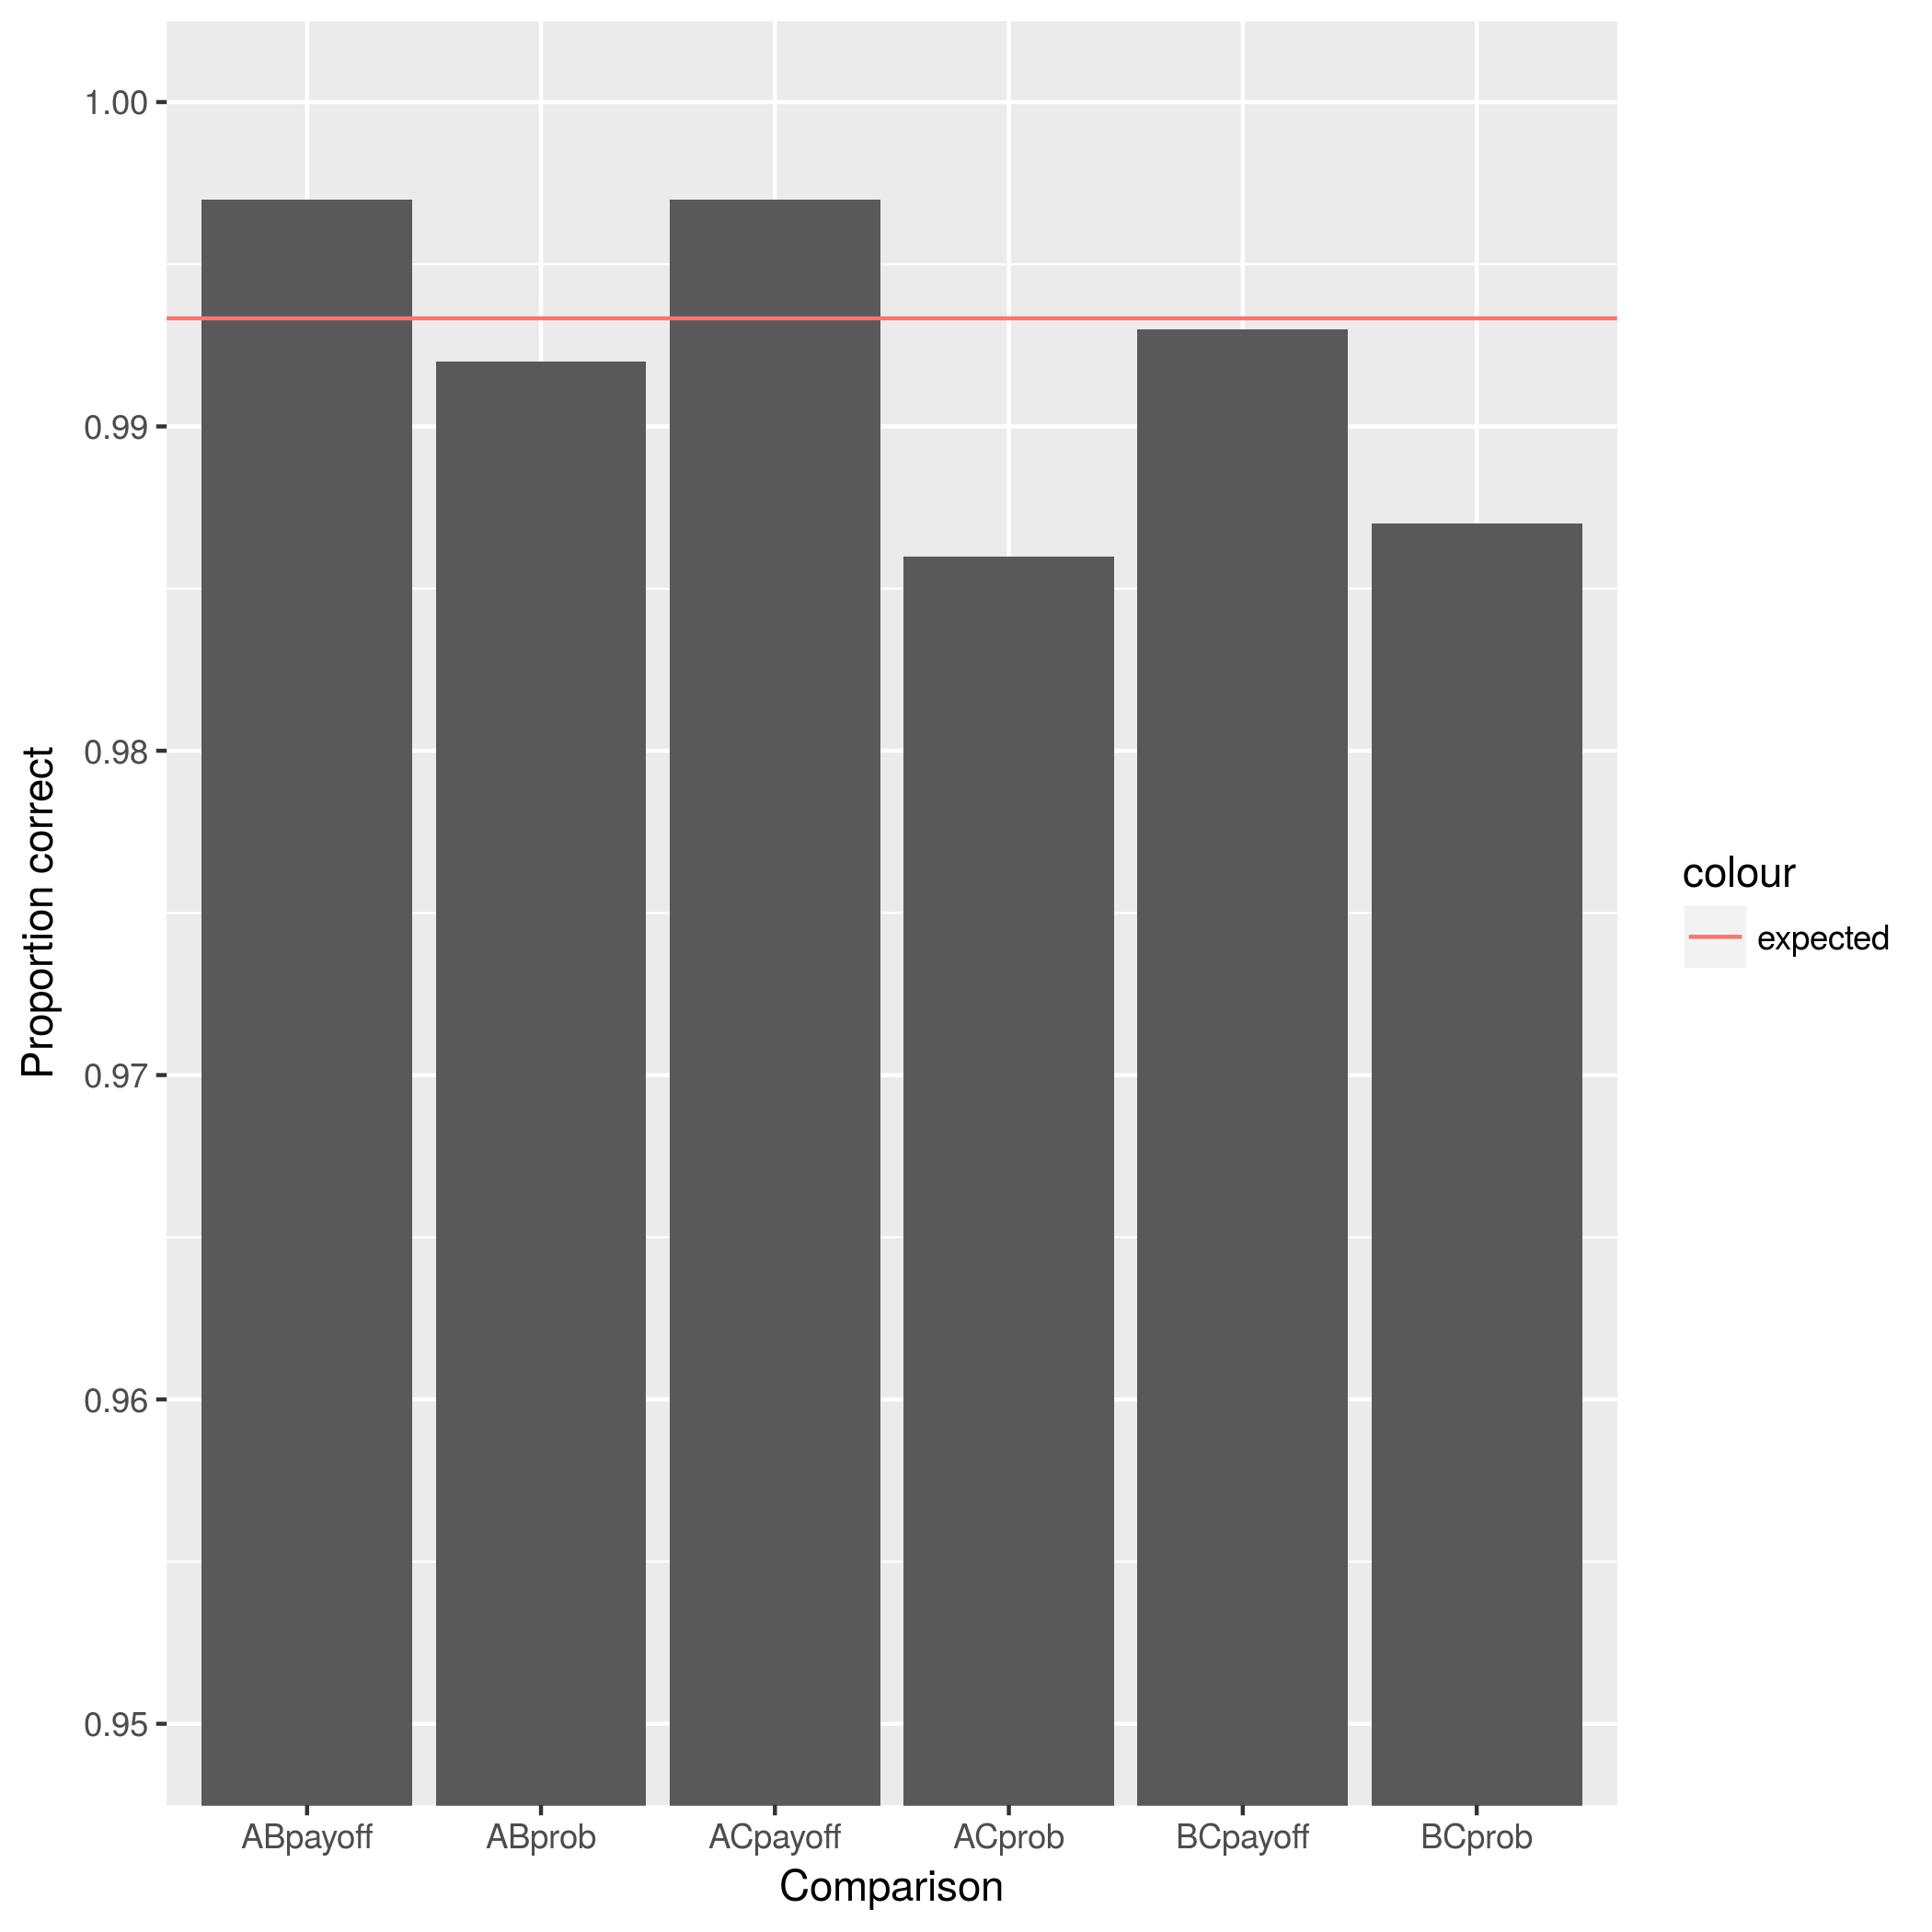 1.00
0.99
0.98
0.97
0.96
0.95
Proportion correct
ABpayoff ABprob ACpayoff ACprob BCpayoff BCprob
Comparison
colour
expected